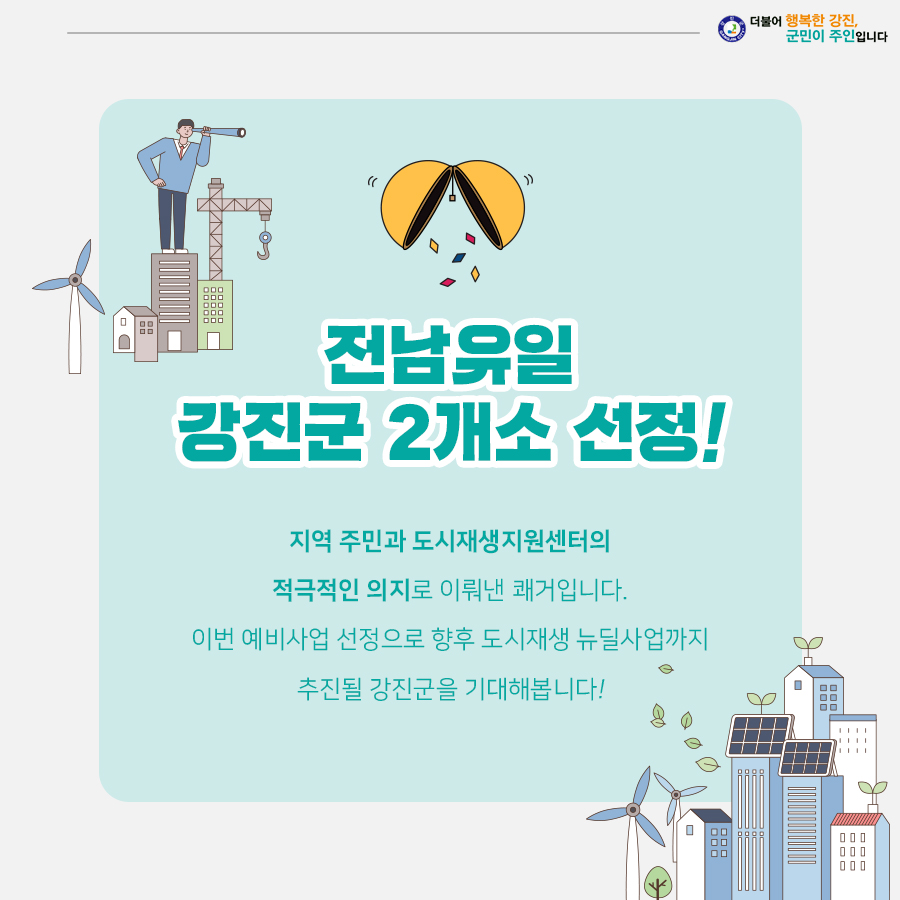 더불어 행복한 강진,
군민이 주인입니다
전남유일
강진군 2개소 선정!
지역 주민과 도시재생지원센터의
적극적인 의지로 이뤄낸 쾌거입니다.
이번 예비사업 선정으로 향후 도시재생 뉴딜사업까지
추진될 강진군을 기대해봅니다!